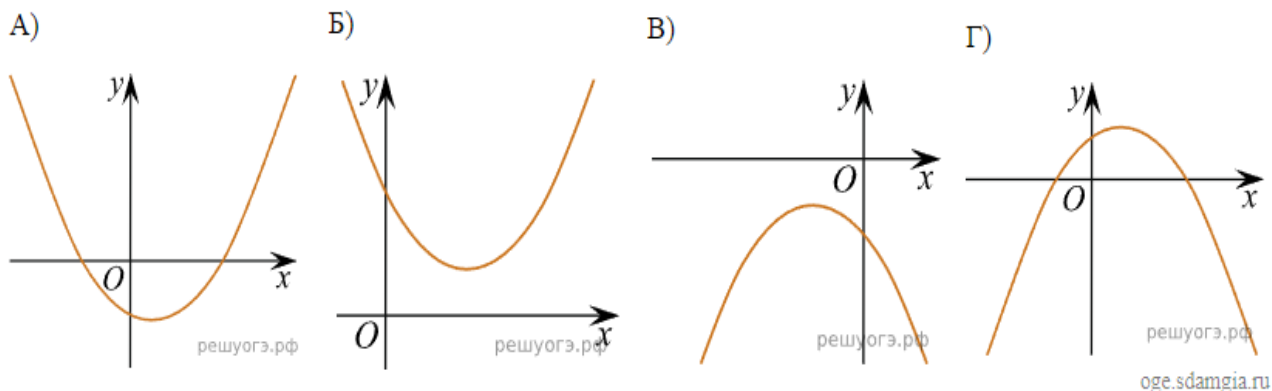 А)
Б)
В)
Г)
y
O
x
решуогэ.рф
y
O
x
решуогэ.рф
y
O
x
решуогэ.рф
y
O
x
решуогэ.рф
oge.sdamgia.ru